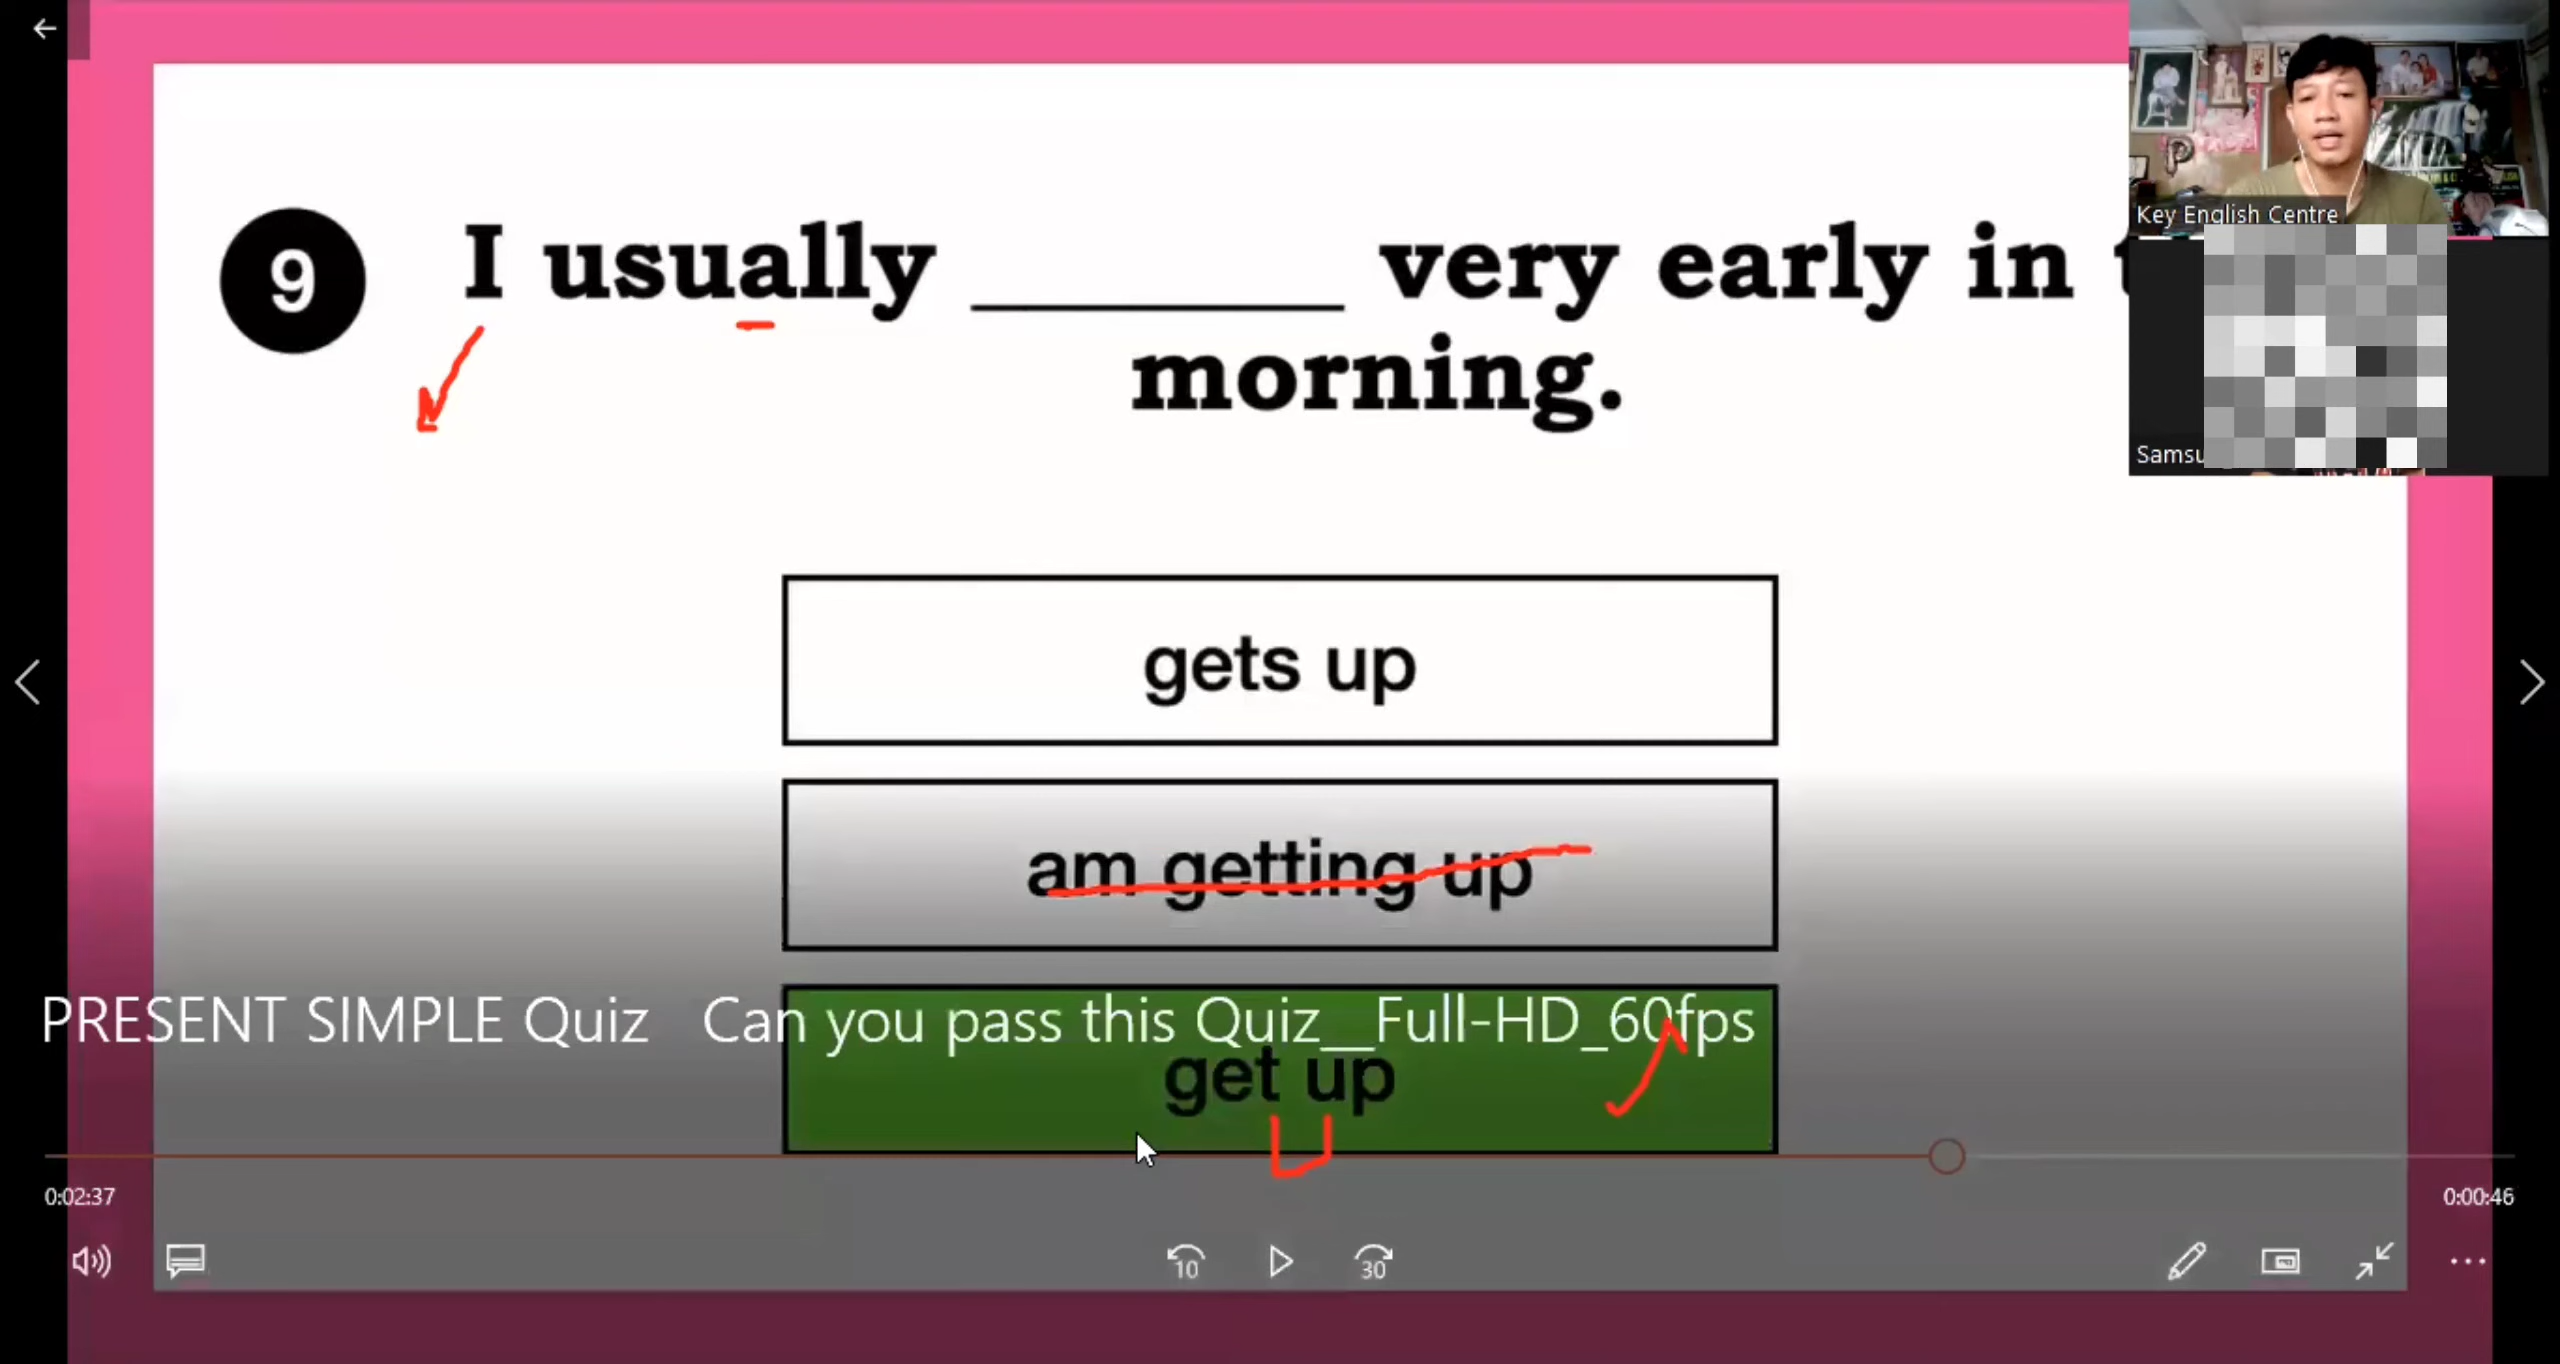 Key English Centre
9 I usually ________ very early in
morning.
Samsu
gets up
am getting up
PRESENT SIMPLE Quiz Can you pass this Quiz__Full-HD_60fps
get up
0:02:37
0:00:46
10
30